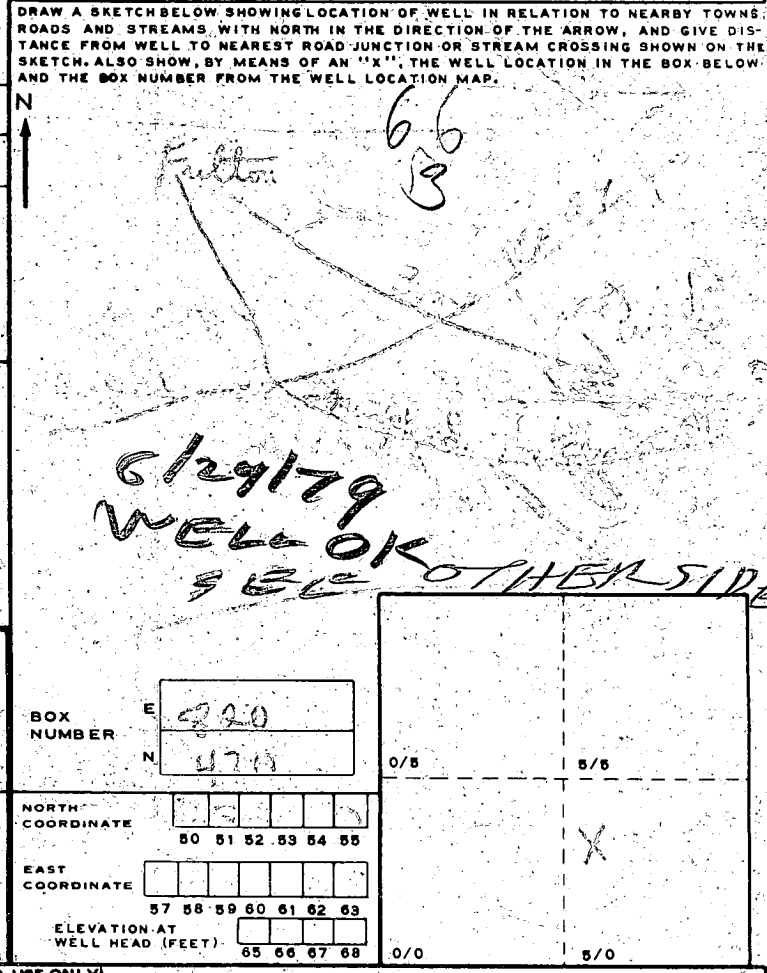 DRAW A SKETCH BELOW SHOWING LOCATION OF WELL IN RELATION TO NEARBY TOWNS,
ROADS AND STREAMS WITH NORTH IN THE DIRECTION OF THE ARROW, AND GIVE DIS-
TANCE FROM WELL TO NEAREST ROAD JUNCTION OR STREAM CROSSING SHOWN ON THE
SKETCH. ALSO SHOW, BY MEANS OF AN "X", THE WELL LOCATION IN THE BOX BELOW
AND THE BOX NUMBER FROM THE WELL LOCATION MAP.
N
66
B
Fulton
6/29/79
WELL OK
SEE OTHER SIDE
BOX
NUMBER
E 820
N
0/5 5/5
NORTH
COORDINATE
50 51 52 53 54 55
X
EAST
COORDINATE
57 58 59 60 61 62 63
ELEVATION AT
WELL HEAD (FEET)
65 66 67 68
0/0 5/0
USE ONLY)